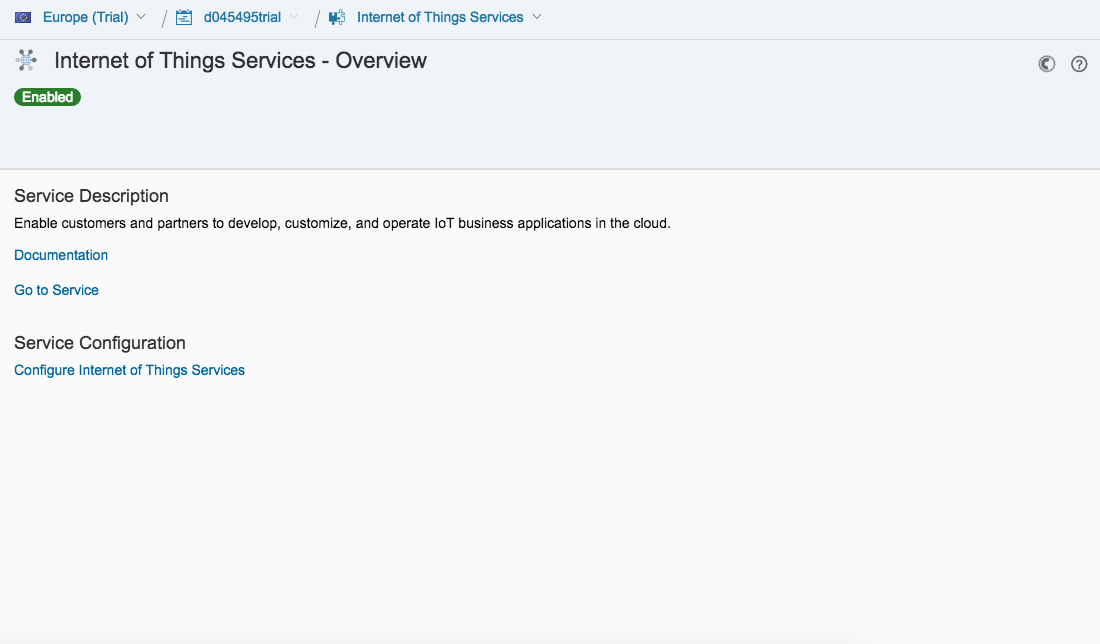 Europe (Trial) / d045495trial / Internet of Things Services
Internet of Things Services - Overview
Enabled
Service Description
Enable customers and partners to develop, customize, and operate IoT business applications in the cloud.
Documentation
Go to Service
Service Configuration
Configure Internet of Things Services